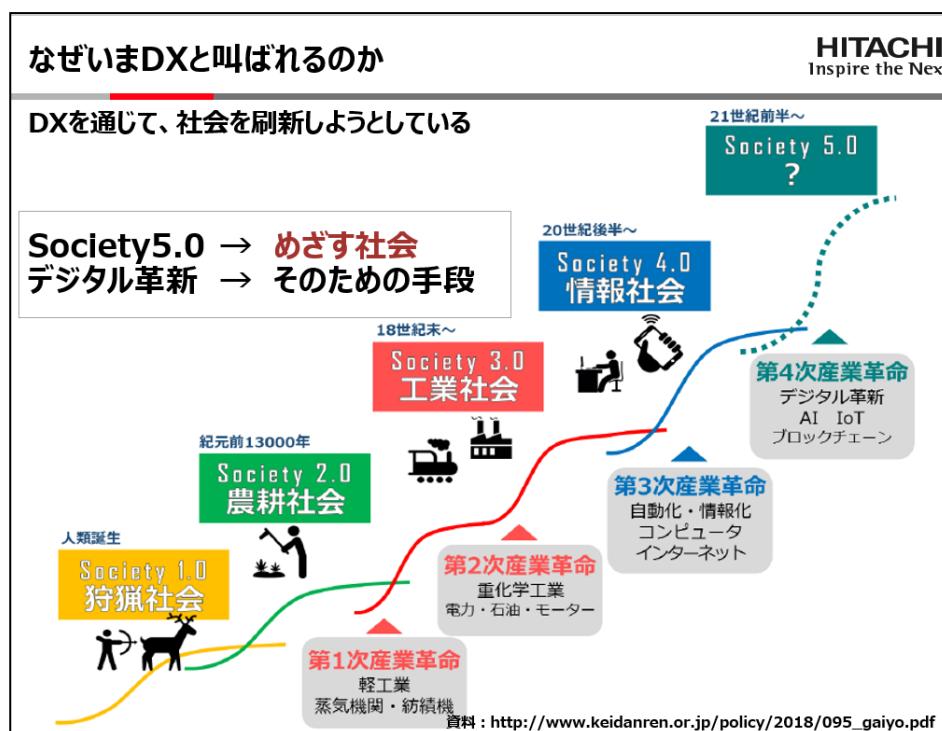 なぜいまDXと叫ばれるのか
HITACHI
Inspire the Nex
DXを通じて、社会を刷新しようとしている
21世紀前半～
Society 5.0
？
Society5.0 → めざす社会
デジタル革新 → そのための手段
20世紀後半～
Society 4.0
情報社会
18世紀末～
Society 3.0
工業社会
紀元前13000年
Society 2.0
農耕社会
人類誕生
Society 1.0
狩猟社会
第1次産業革命
軽工業
蒸気機関・紡績機
第2次産業革命
重化学工業
電力・石油・モーター
第3次産業革命
自動化・情報化
コンピュータ
インターネット
第4次産業革命
デジタル革新
AI IoT
ブロックチェーン
資料：http://www.keidanren.or.jp/policy/2018/095_gaiyo.pdf